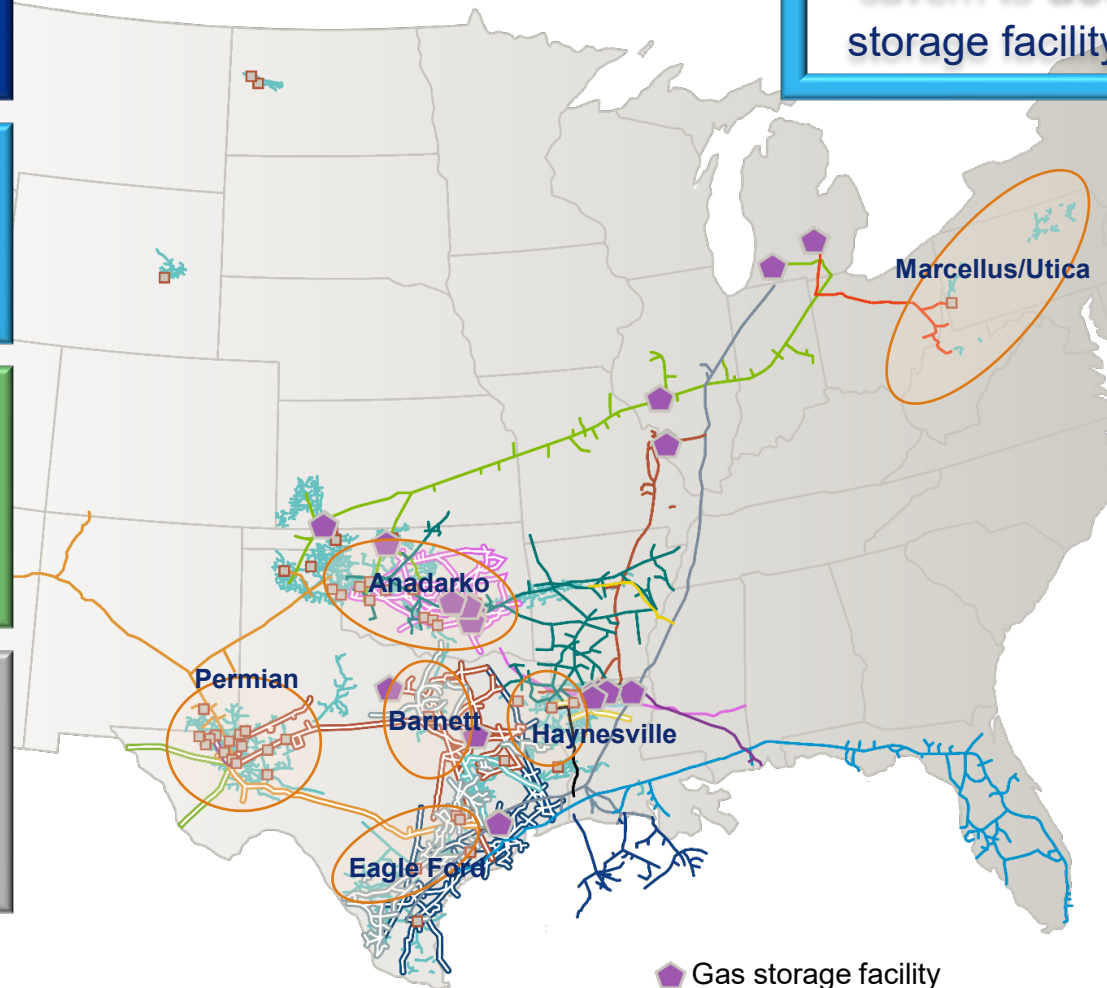 storage facility
Marcellus/Utica
Anadarko
Permian
Barnett
Haynesville
Eagle Ford
Gas storage facility